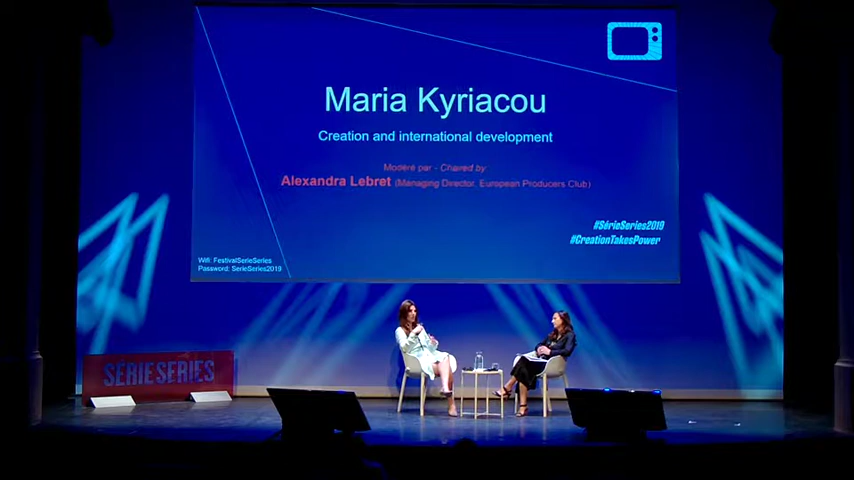 Maria Kyriacou
Creation and international development
Modéré par - Chaired by:
Alexandra Lebret (Managing Director, European Producers Club)
#SérieSeries2019
#CreationTakesPower
Wifi: FestivalSerieSeries
Password: SerieSeries2019
SERIESERIES